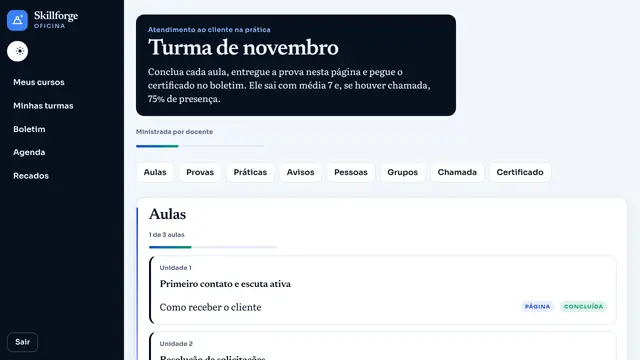 Skillforge
OFICINA
Meus cursos
Minhas turmas
Boletim
Agenda
Recados
Sair
Atendimento ao cliente na prática
Turma de novembro
Conclua cada aula, entregue a prova nesta página e pegue o
certificado no boletim. Ele sai com média 7 e, se houver chamada,
75% de presença.
Ministrada por docente
Aulas
Provas
Práticas
Avisos
Pessoas
Grupos
Chamada
Certificado
Aulas
1 de 3 aulas
Unidade 1
Primeiro contato e escuta ativa
Como receber o cliente
PÁGINA
CONCLUÍDA
Unidade 2
Resolução de solicitações